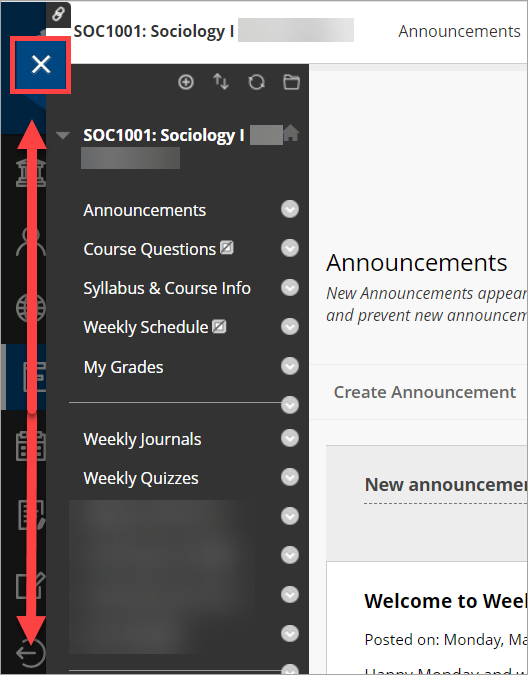 SOC1001: Sociology I
Announcements
SOC1001: Sociology I
Announcements
Course Questions
Syllabus & Course Info
Weekly Schedule
My Grades
Weekly Journals
Weekly Quizzes
Announcements
New Announcements appear
and prevent new announcem
Create Announcement
New announcemen
Welcome to Week
Posted on: Monday, Ma
Happy Monday and w